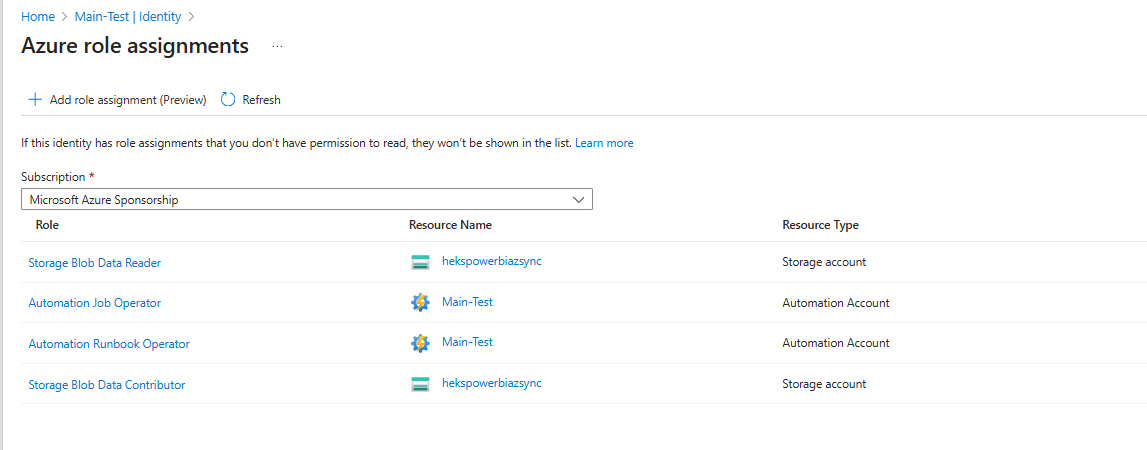 Home > Main-Test | Identity >
Azure role assignments ...
Add role assignment (Preview) Refresh
If this identity has role assignments that you don't have permission to read, they won't be shown in the list. Learn more
Subscription *
Microsoft Azure Sponsorship
Role Resource Name Resource Type
Storage Blob Data Reader hekspowerbiazsync Storage account
Automation Job Operator Main-Test Automation Account
Automation Runbook Operator Main-Test Automation Account
Storage Blob Data Contributor hekspowerbiazsync Storage account